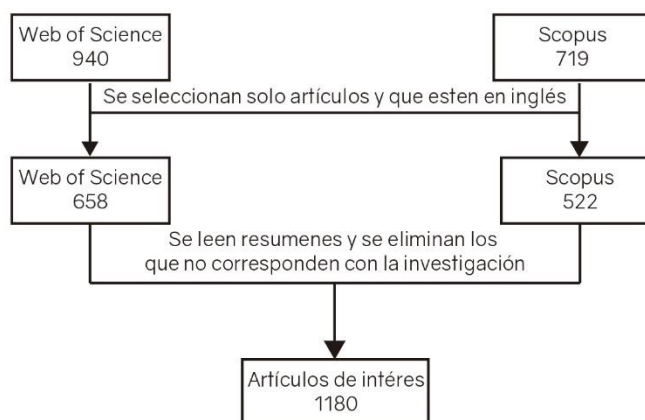 Web of Science
940
Scopus
719
Se seleccionan solo artículos y que esten en inglés
Web of Science
658
Scopus
522
Se leen resumenes y se eliminan los
que no corresponden con la investigación
Artículos de intéres
1180